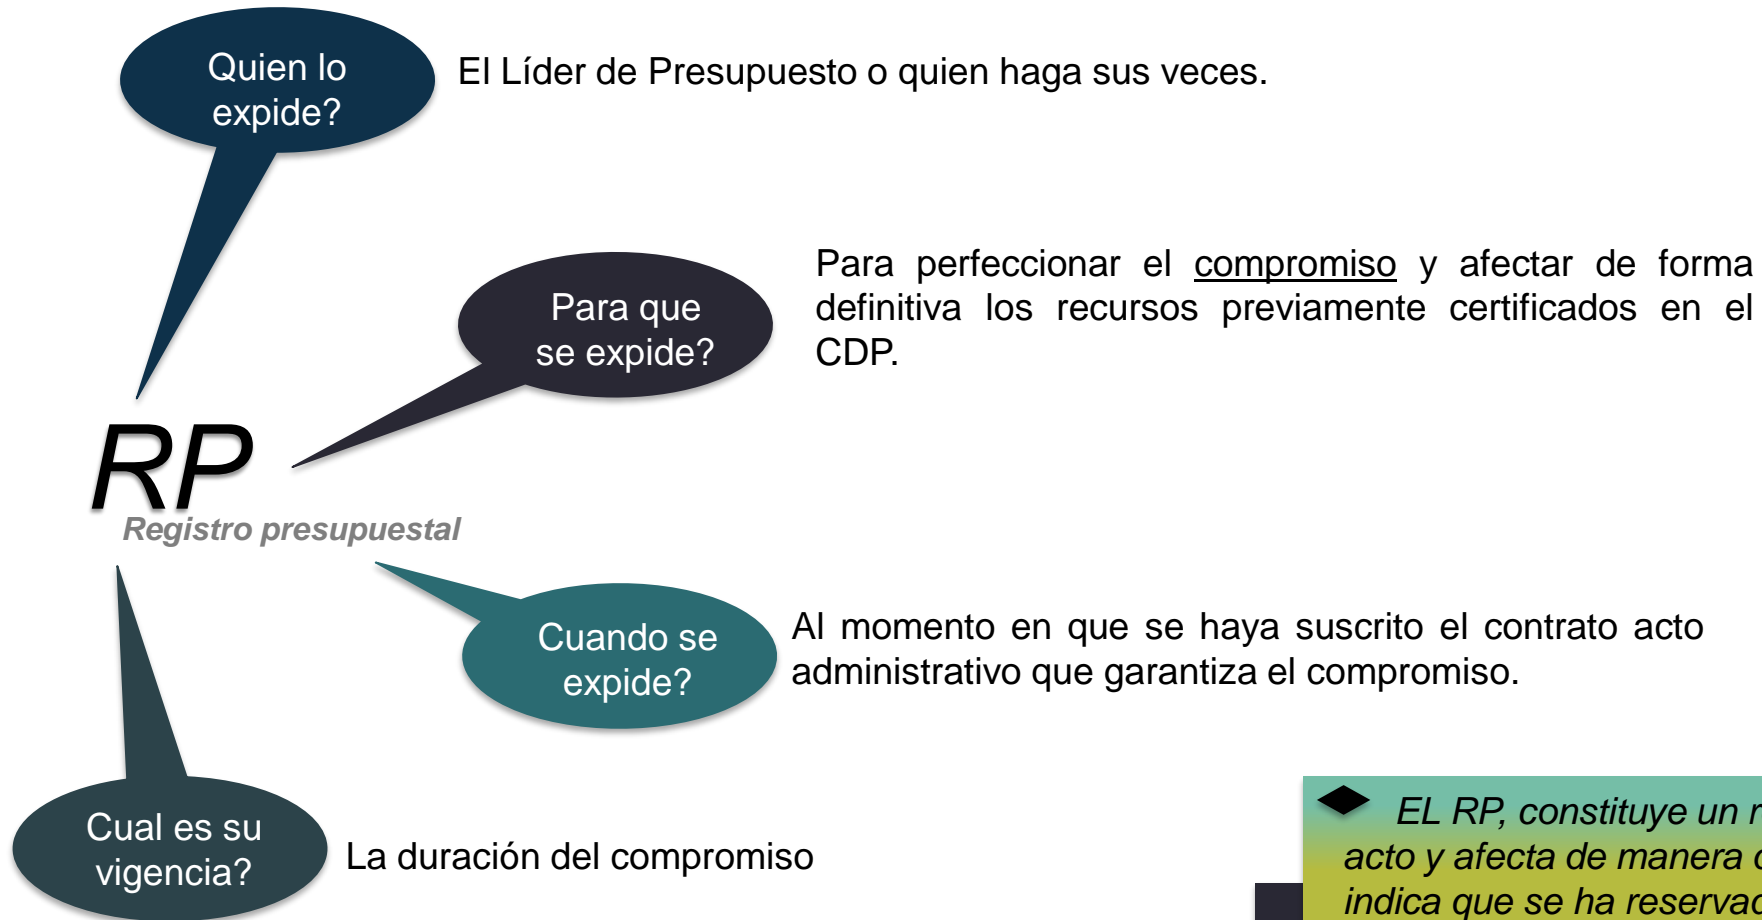 Quien lo
expide?
El Líder de Presupuesto o quien haga sus veces.
Para que
se expide?
Para perfeccionar el compromiso y afectar de forma
definitiva los recursos previamente certificados en el
CDP.
RP
Registro presupuestal
Cuando se
expide?
Al momento en que se haya suscrito el contrato acto
administrativo que garantiza el compromiso.
Cual es su
vigencia?
La duración del compromiso
EL RP, constituye un
acto y afecta de manera
indica que se ha